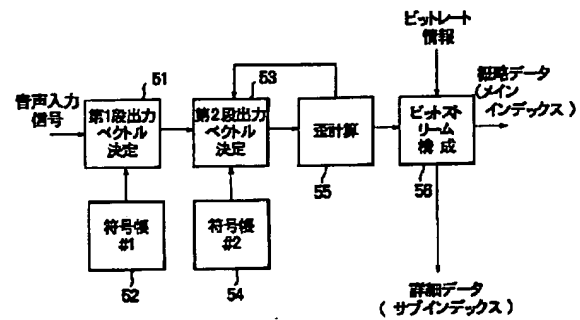 ビットレート
情報
51
53
音声入力
信号
第1段出力
ベクトル
決定
第2段出力
ベクトル
決定
歪計算
ビットスト
リーム
構成
概略データ
(メイン
インデックス)
55
56
符号帳
#1
符号帳
#2
52
54
詳細データ
(サブインデックス)